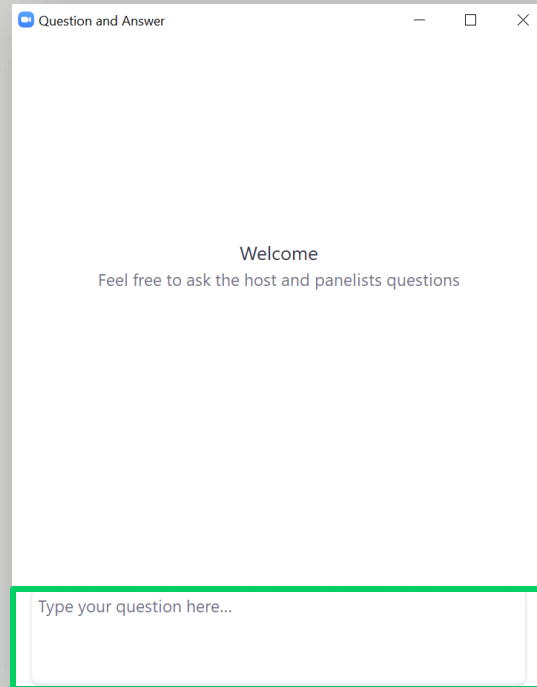 Question and Answer
Welcome
Feel free to ask the host and panelists questions
Type your question here...